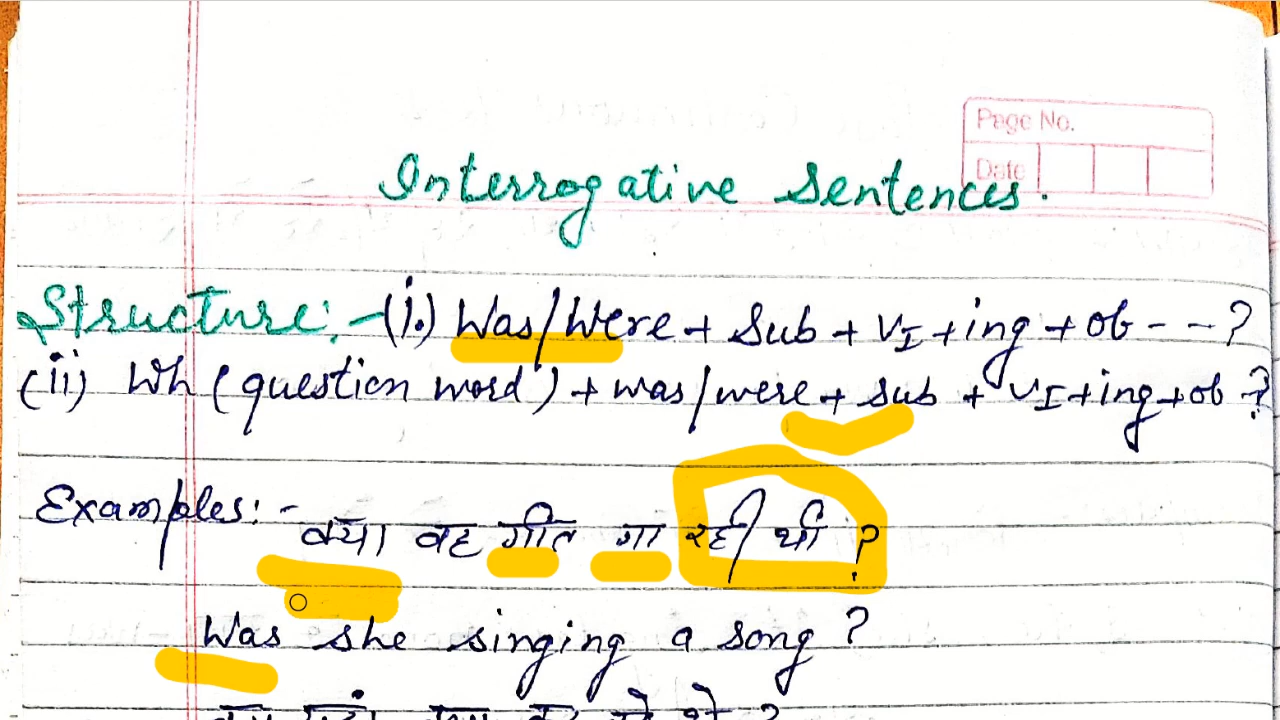 Page No.
Date
Interrogative Sentences.
Structure:-(i.) Was/Were + Sub + VI + ing + ob - - ?
(ii) Wh (question word) + was/were + sub + VI + ing + ob ?
Examples:- क्या वह गीत गा रही थी ?
Was she singing a song ?